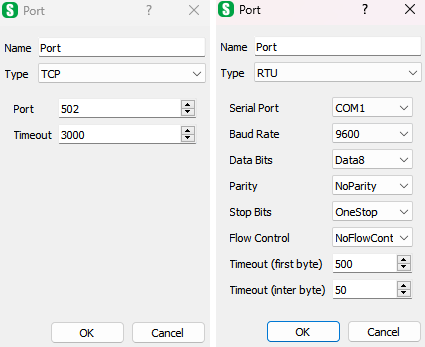 S Port ? ×
Name Port
Type TCP
Port 502
Timeout 3000
OK Cancel
S Port ? ×
Name Port
Type RTU
Serial Port COM1
Baud Rate 9600
Data Bits Data8
Parity NoParity
Stop Bits OneStop
Flow Control NoFlowCont
Timeout (first byte) 500
Timeout (inter byte) 50
OK Cancel